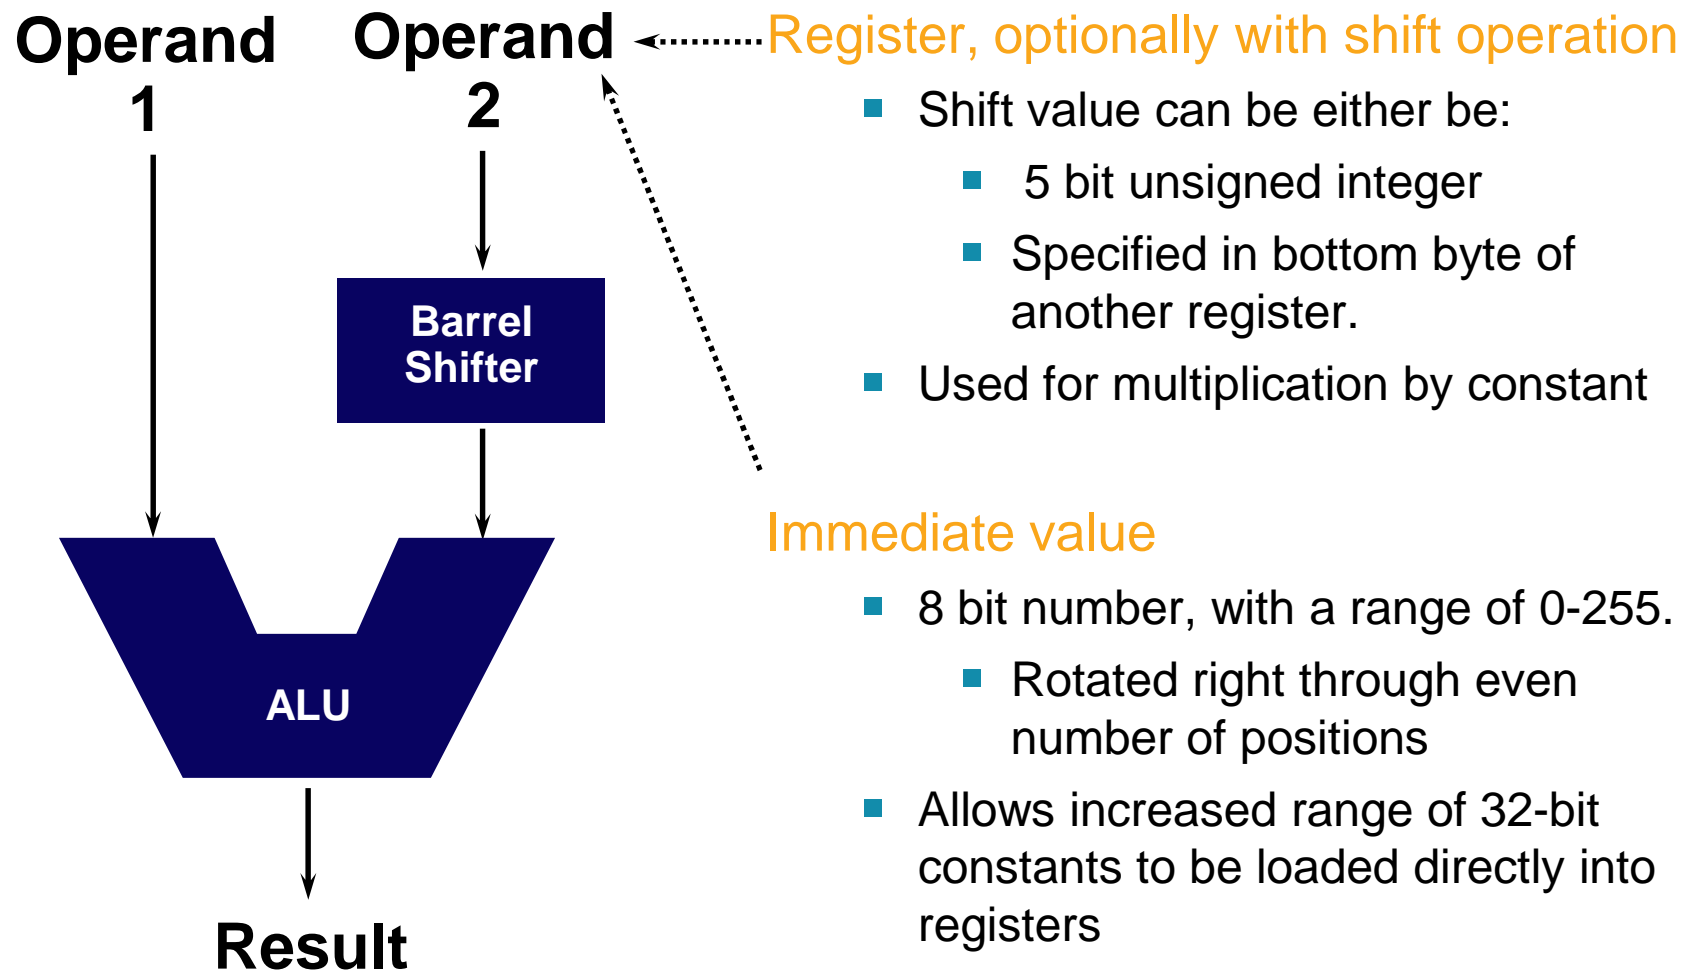 Operand
1
Operand
2
Barrel
Shifter
ALU
Result
Register, optionally with shift operation
Shift value can be either be:
5 bit unsigned integer
Specified in bottom byte of
another register.
Used for multiplication by constant
Immediate value
8 bit number, with a range of 0-255.
Rotated right through even
number of positions
Allows increased range of 32-bit
constants to be loaded directly into
registers